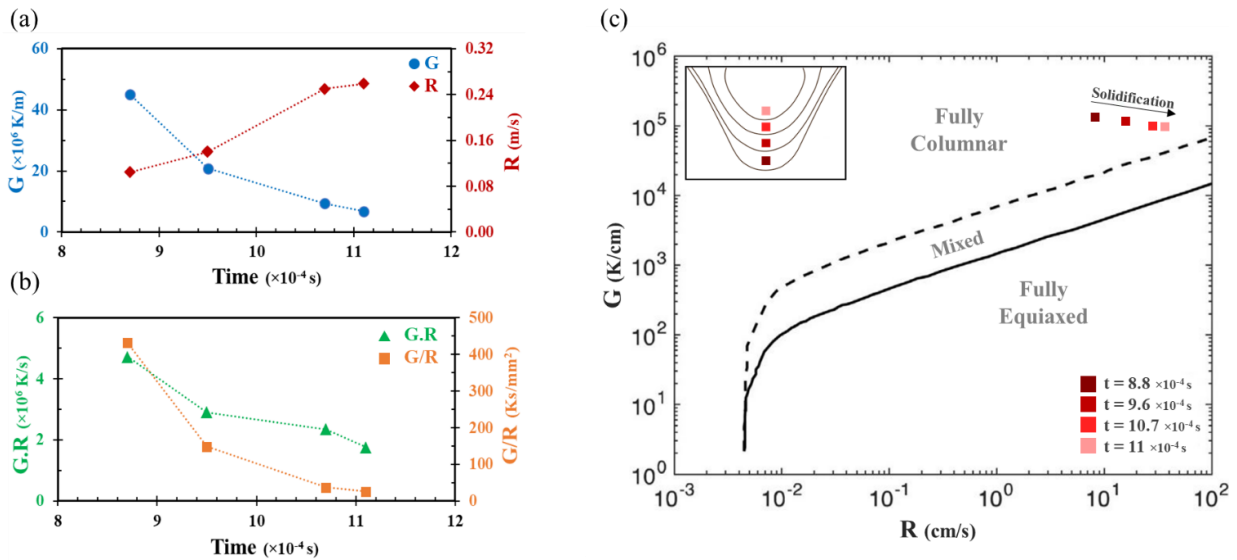 (a)
60
40
20
0
G (×10⁶ K/m)
G
R
0.32
0.24
0.16
0.08
0.00
R (m/s)
8 9 10 11 12
Time (×10⁻⁴ s)
(b)
6
4
2
0
G.R (×10⁶ K/s)
G.R
G/R
500
400
300
200
100
0
G/R (Ks/mm²)
8 9 10 11 12
Time (×10⁻⁴ s)
(c)
10⁶
10⁵
10⁴
10³
10²
10¹
10⁰
G (K/cm)
Solidification
Fully
Columnar
Mixed
Fully
Equiaxed
t = 8.8 ×10⁻⁴ s
t = 9.6 ×10⁻⁴ s
t = 10.7 ×10⁻⁴ s
t = 11 ×10⁻⁴ s
10⁻³ 10⁻² 10⁻¹ 10⁰ 10¹ 10²
R (cm/s)